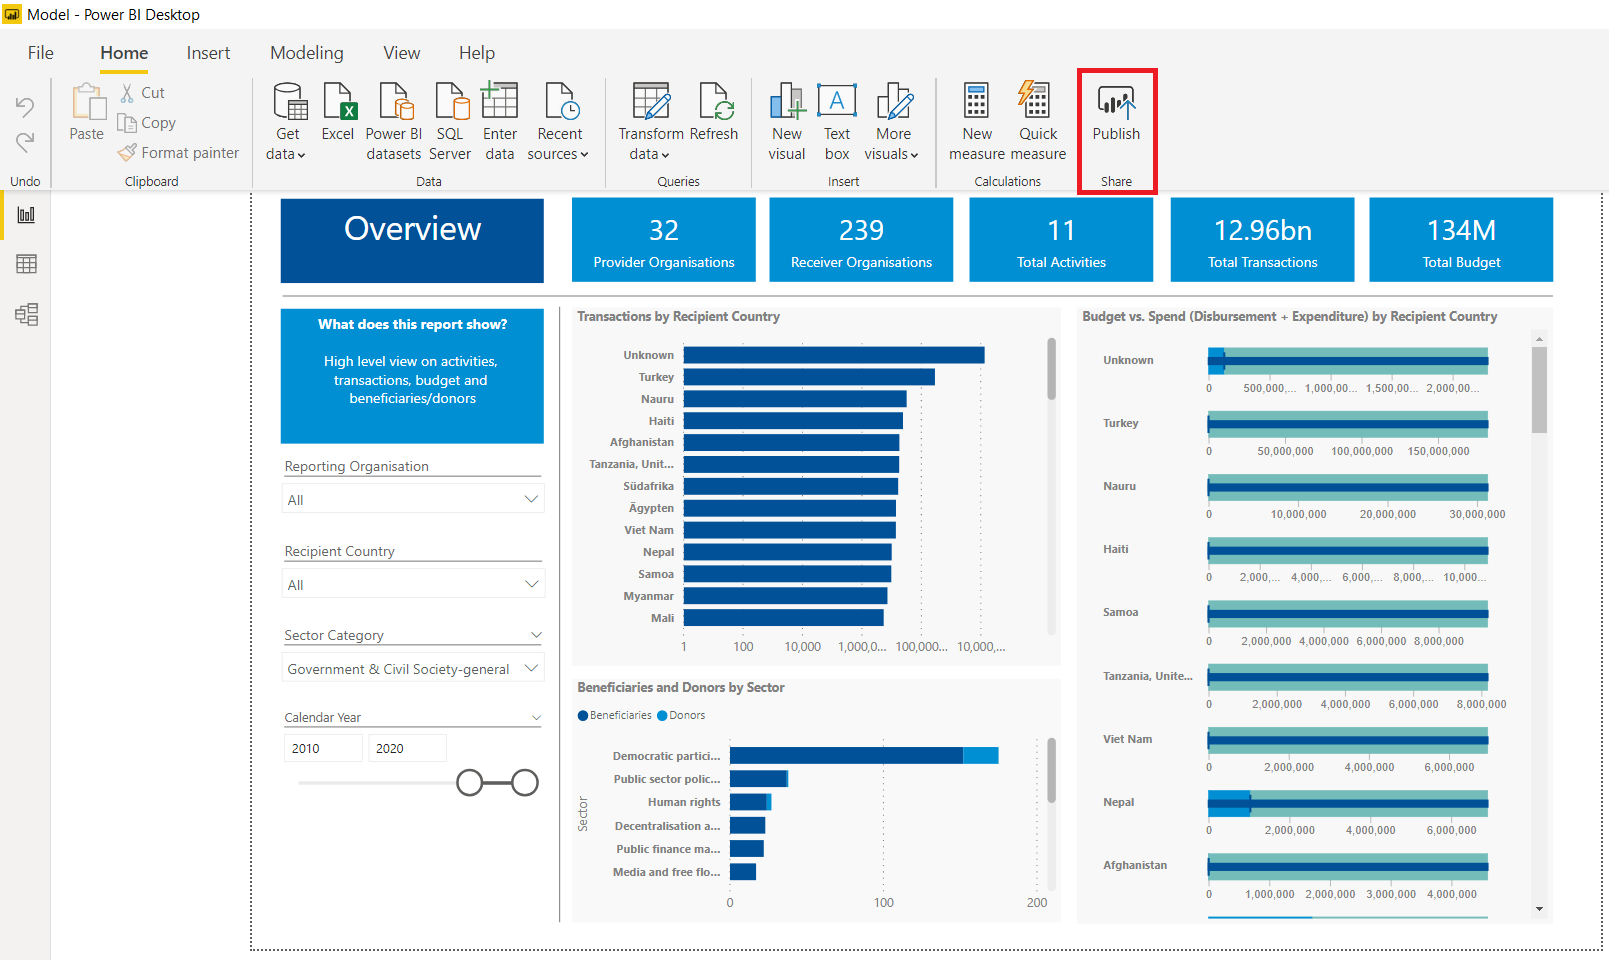 Model - Power BI Desktop
File Home Insert Modeling View Help
Undo
Paste
Cut
Copy
Format painter
Clipboard
Get data
Excel
Power BI datasets
SQL Server
Enter data
Recent sources
Data
Transform data
Refresh
Queries
New visual
Text box
More visuals
Insert
New measure
Quick measure
Calculations
Publish
Share
Overview
32
Provider Organisations
239
Receiver Organisations
11
Total Activities
12.96bn
Total Transactions
134M
Total Budget
What does this report show?
High level view on activities,
transactions, budget and
beneficiaries/donors
Reporting Organisation
All
Recipient Country
All
Sector Category
Government & Civil Society-general
Calendar Year
2010 2020
Transactions by Recipient Country
Unknown
Turkey
Nauru
Haiti
Afghanistan
Tanzania, Unit...
Südafrika
Ägypten
Viet Nam
Nepal
Samoa
Myanmar
Mali
1 100 10,000 1,000,0... 100,000... 10,000,...
Beneficiaries and Donors by Sector
Beneficiaries Donors
Sector
Democratic partici...
Public sector polic...
Human rights
Decentralisation a...
Public finance ma...
Media and free flo...
0 100 200
Budget vs. Spend (Disbursement + Expenditure) by Recipient Country
Unknown
0 500,000,... 1,000,00... 1,500,00... 2,000,00...
Turkey
0 50,000,000 100,000,000 150,000,000
Nauru
0 10,000,000 20,000,000 30,000,000
Haiti
0 2,000,... 4,000,... 6,000,... 8,000,... 10,000...
Samoa
0 2,000,000 4,000,000 6,000,000 8,000,000
Tanzania, Unite...
0 2,000,000 4,000,000 6,000,000 8,000,000
Viet Nam
0 2,000,000 4,000,000 6,000,000
Nepal
0 2,000,000 4,000,000 6,000,000
Afghanistan
0 1,000,000 2,000,000 3,000,000 4,000,000